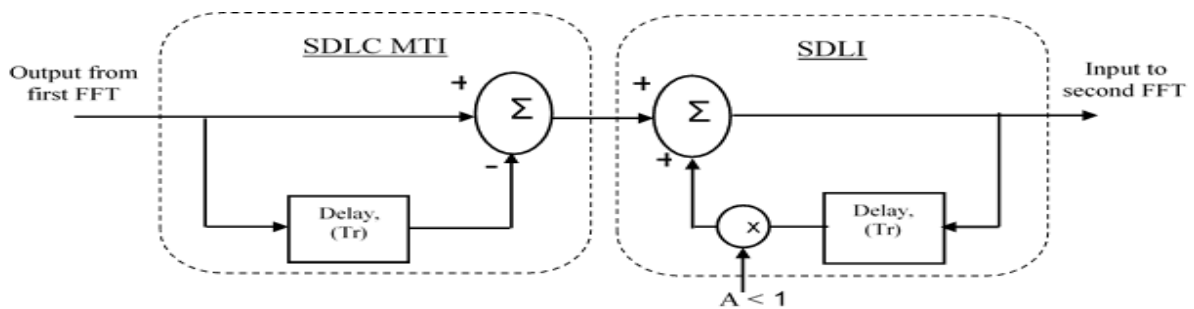 SDLC MTI
SDLI
Output from
first FFT
Input to
second FFT
+
Σ
-
+
Σ
+
Delay,
(Tr)
x
Delay,
(Tr)
A < 1